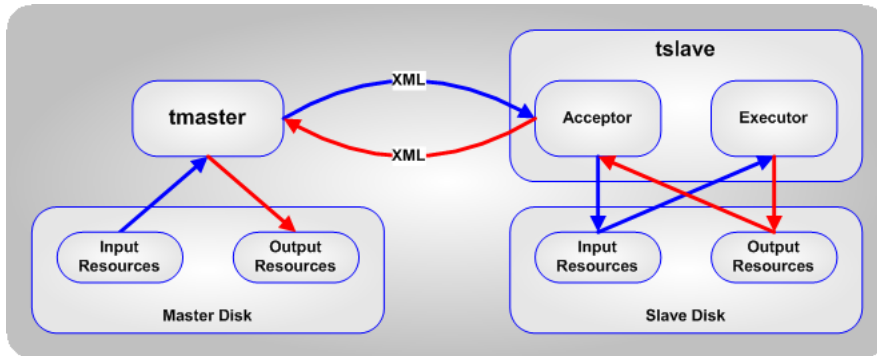 tslave
XML
tmaster
Acceptor
Executor
XML
Input
Resources
Output
Resources
Master Disk
Input
Resources
Output
Resources
Slave Disk